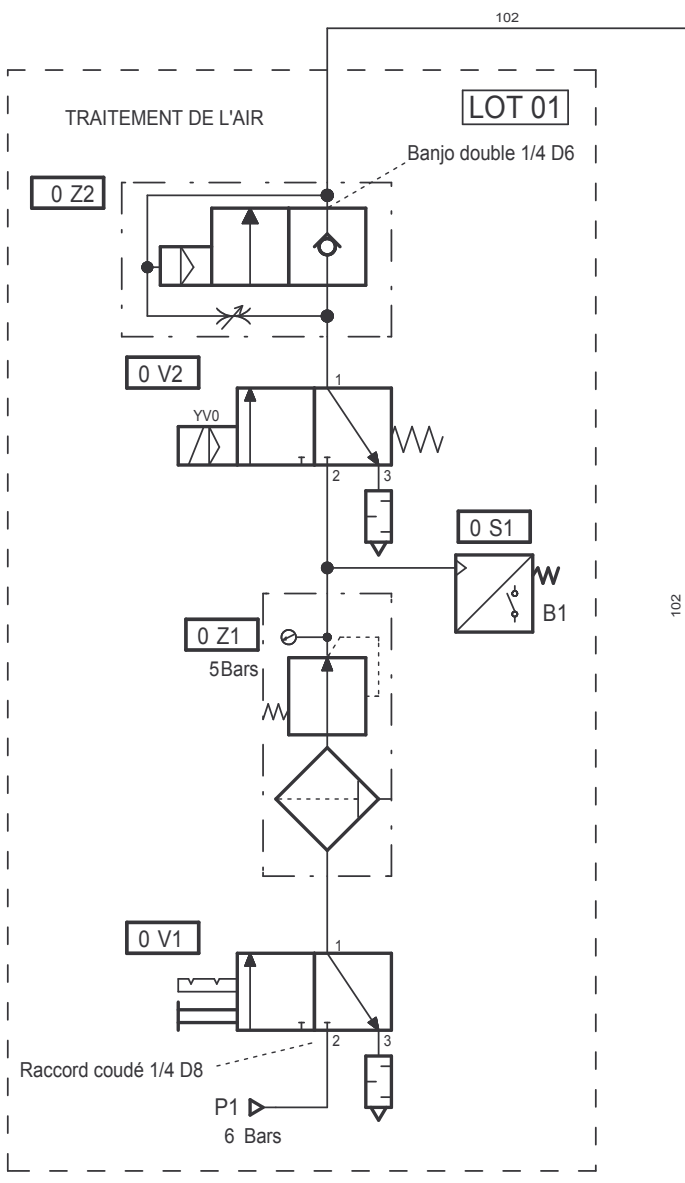 102
TRAITEMENT DE L'AIR
LOT 01
Banjo double 1/4 D6
0 Z2
0 V2
1
YV0
2
3
0 S1
B1
102
0 Z1
5Bars
0 V1
1
2
3
Raccord coudé 1/4 D8
P1
6 Bars